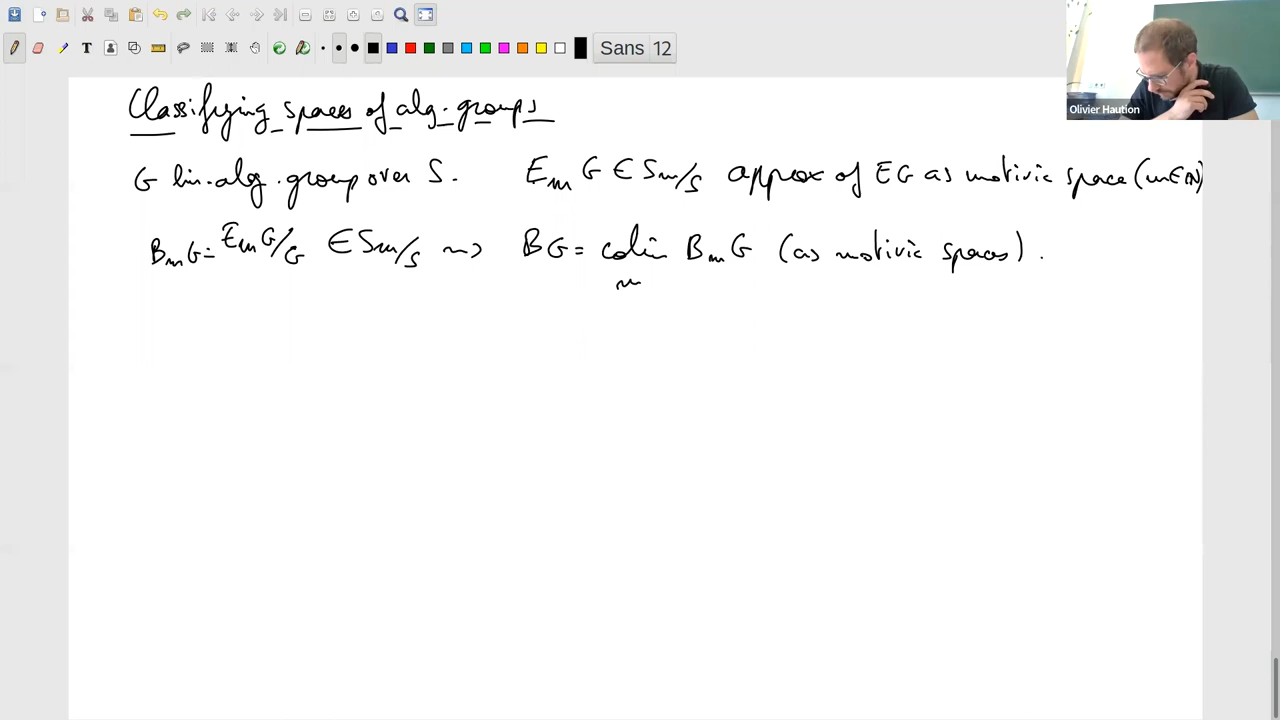 Sans 12
Olivier Haution
Classifying spaces of alg. groups
G lin. alg. group over S. E_m G ∈ Sm/S approx of EG as motivic space (m∈ℕ)
B_m G = E_m G/G ∈ Sm/S ⇝ BG = colim B_m G (as motivic spaces).
m